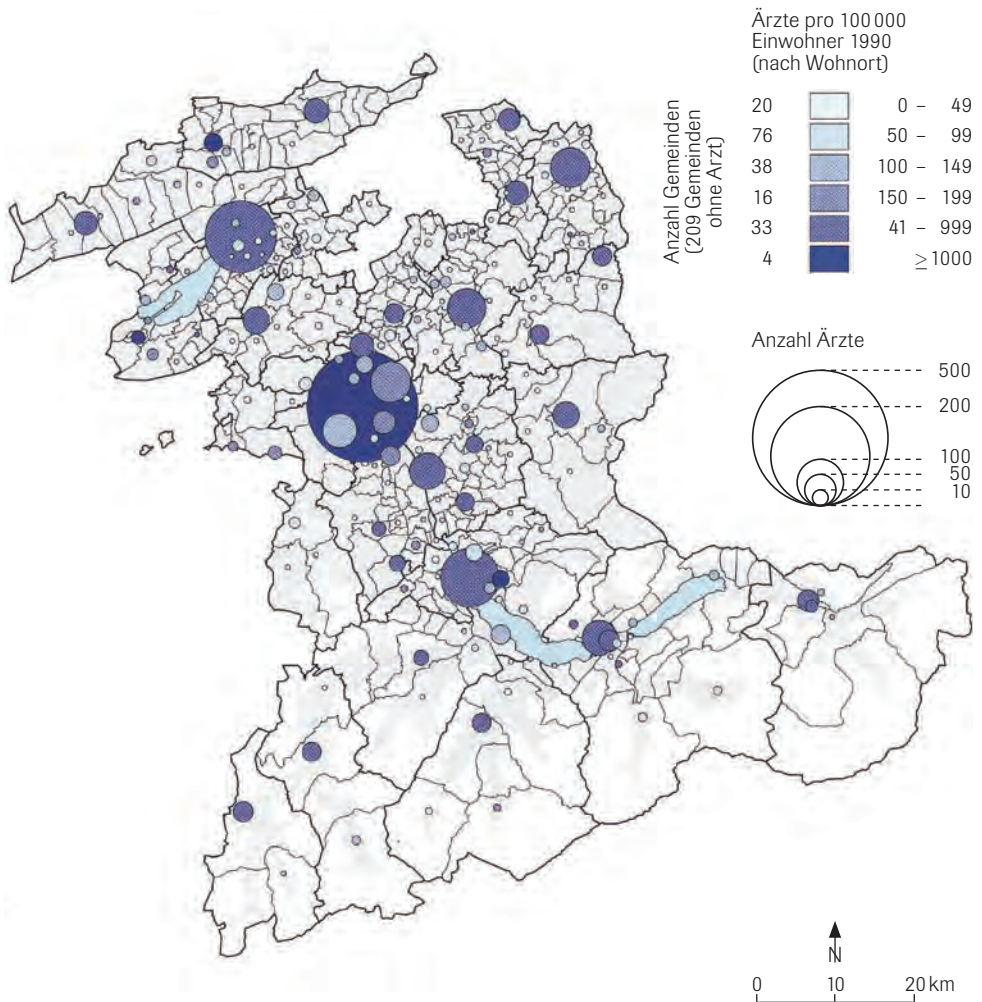 Ärzte pro 100 000
Einwohner 1990
(nach Wohnort)
Anzahl Gemeinden
(209 Gemeinden
ohne Arzt)
20 0 – 49
76 50 – 99
38 100 – 149
16 150 – 199
33 41 – 999
4 ≥ 1000
Anzahl Ärzte
500
200
100
50
10
N
0 10 20 km